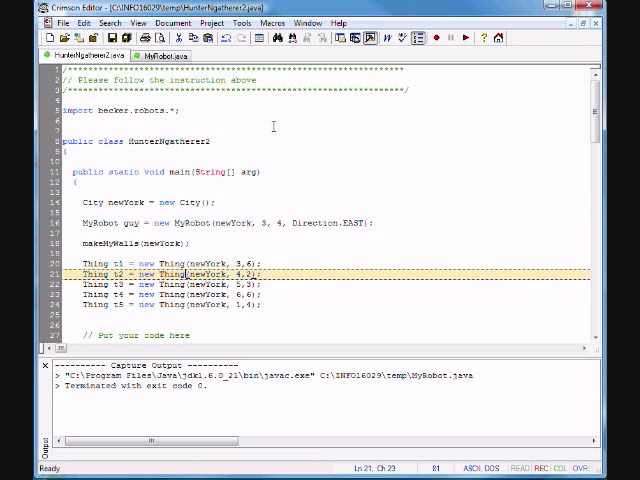 Crimson Editor - [C:\INFO16029\temp\HunterNgatherer2.java]
File Edit Search View Document Project Tools Macros Window Help
HunterNgatherer2.java MyRobot.java
1 /******************************************************************
2 // Please follow the instruction above
3 /******************************************************************/
4
5 import becker.robots.*;
6
7
8 public class HunterNgatherer2
9 {
10
11 public static void main(String[] arg)
12 {
13
14 City newYork = new City();
15
16 MyRobot guy = new MyRobot(newYork, 3, 4, Direction.EAST);
17
18 makeMyWalls(newYork);
19
20 Thing t1 = new Thing(newYork, 3,6);
21 Thing t2 = new Thing(newYork, 4,2);
22 Thing t3 = new Thing(newYork, 5,3);
23 Thing t4 = new Thing(newYork, 6,6);
24 Thing t5 = new Thing(newYork, 1,4);
25
26
27 // Put your code here
---------- Capture Output ----------
> "C:\Program Files\Java\jdk1.6.0_21\bin\javac.exe" C:\INFO16029\temp\MyRobot.java
> Terminated with exit code 0.
Output
Ready Ln 21, Ch 23 81 ASCII, DOS READ REC COL OVR